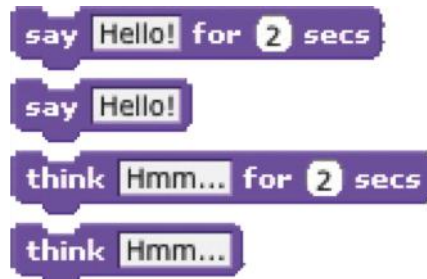 say Hello! for 2 secs
say Hello!
think Hmm... for 2 secs
think Hmm...